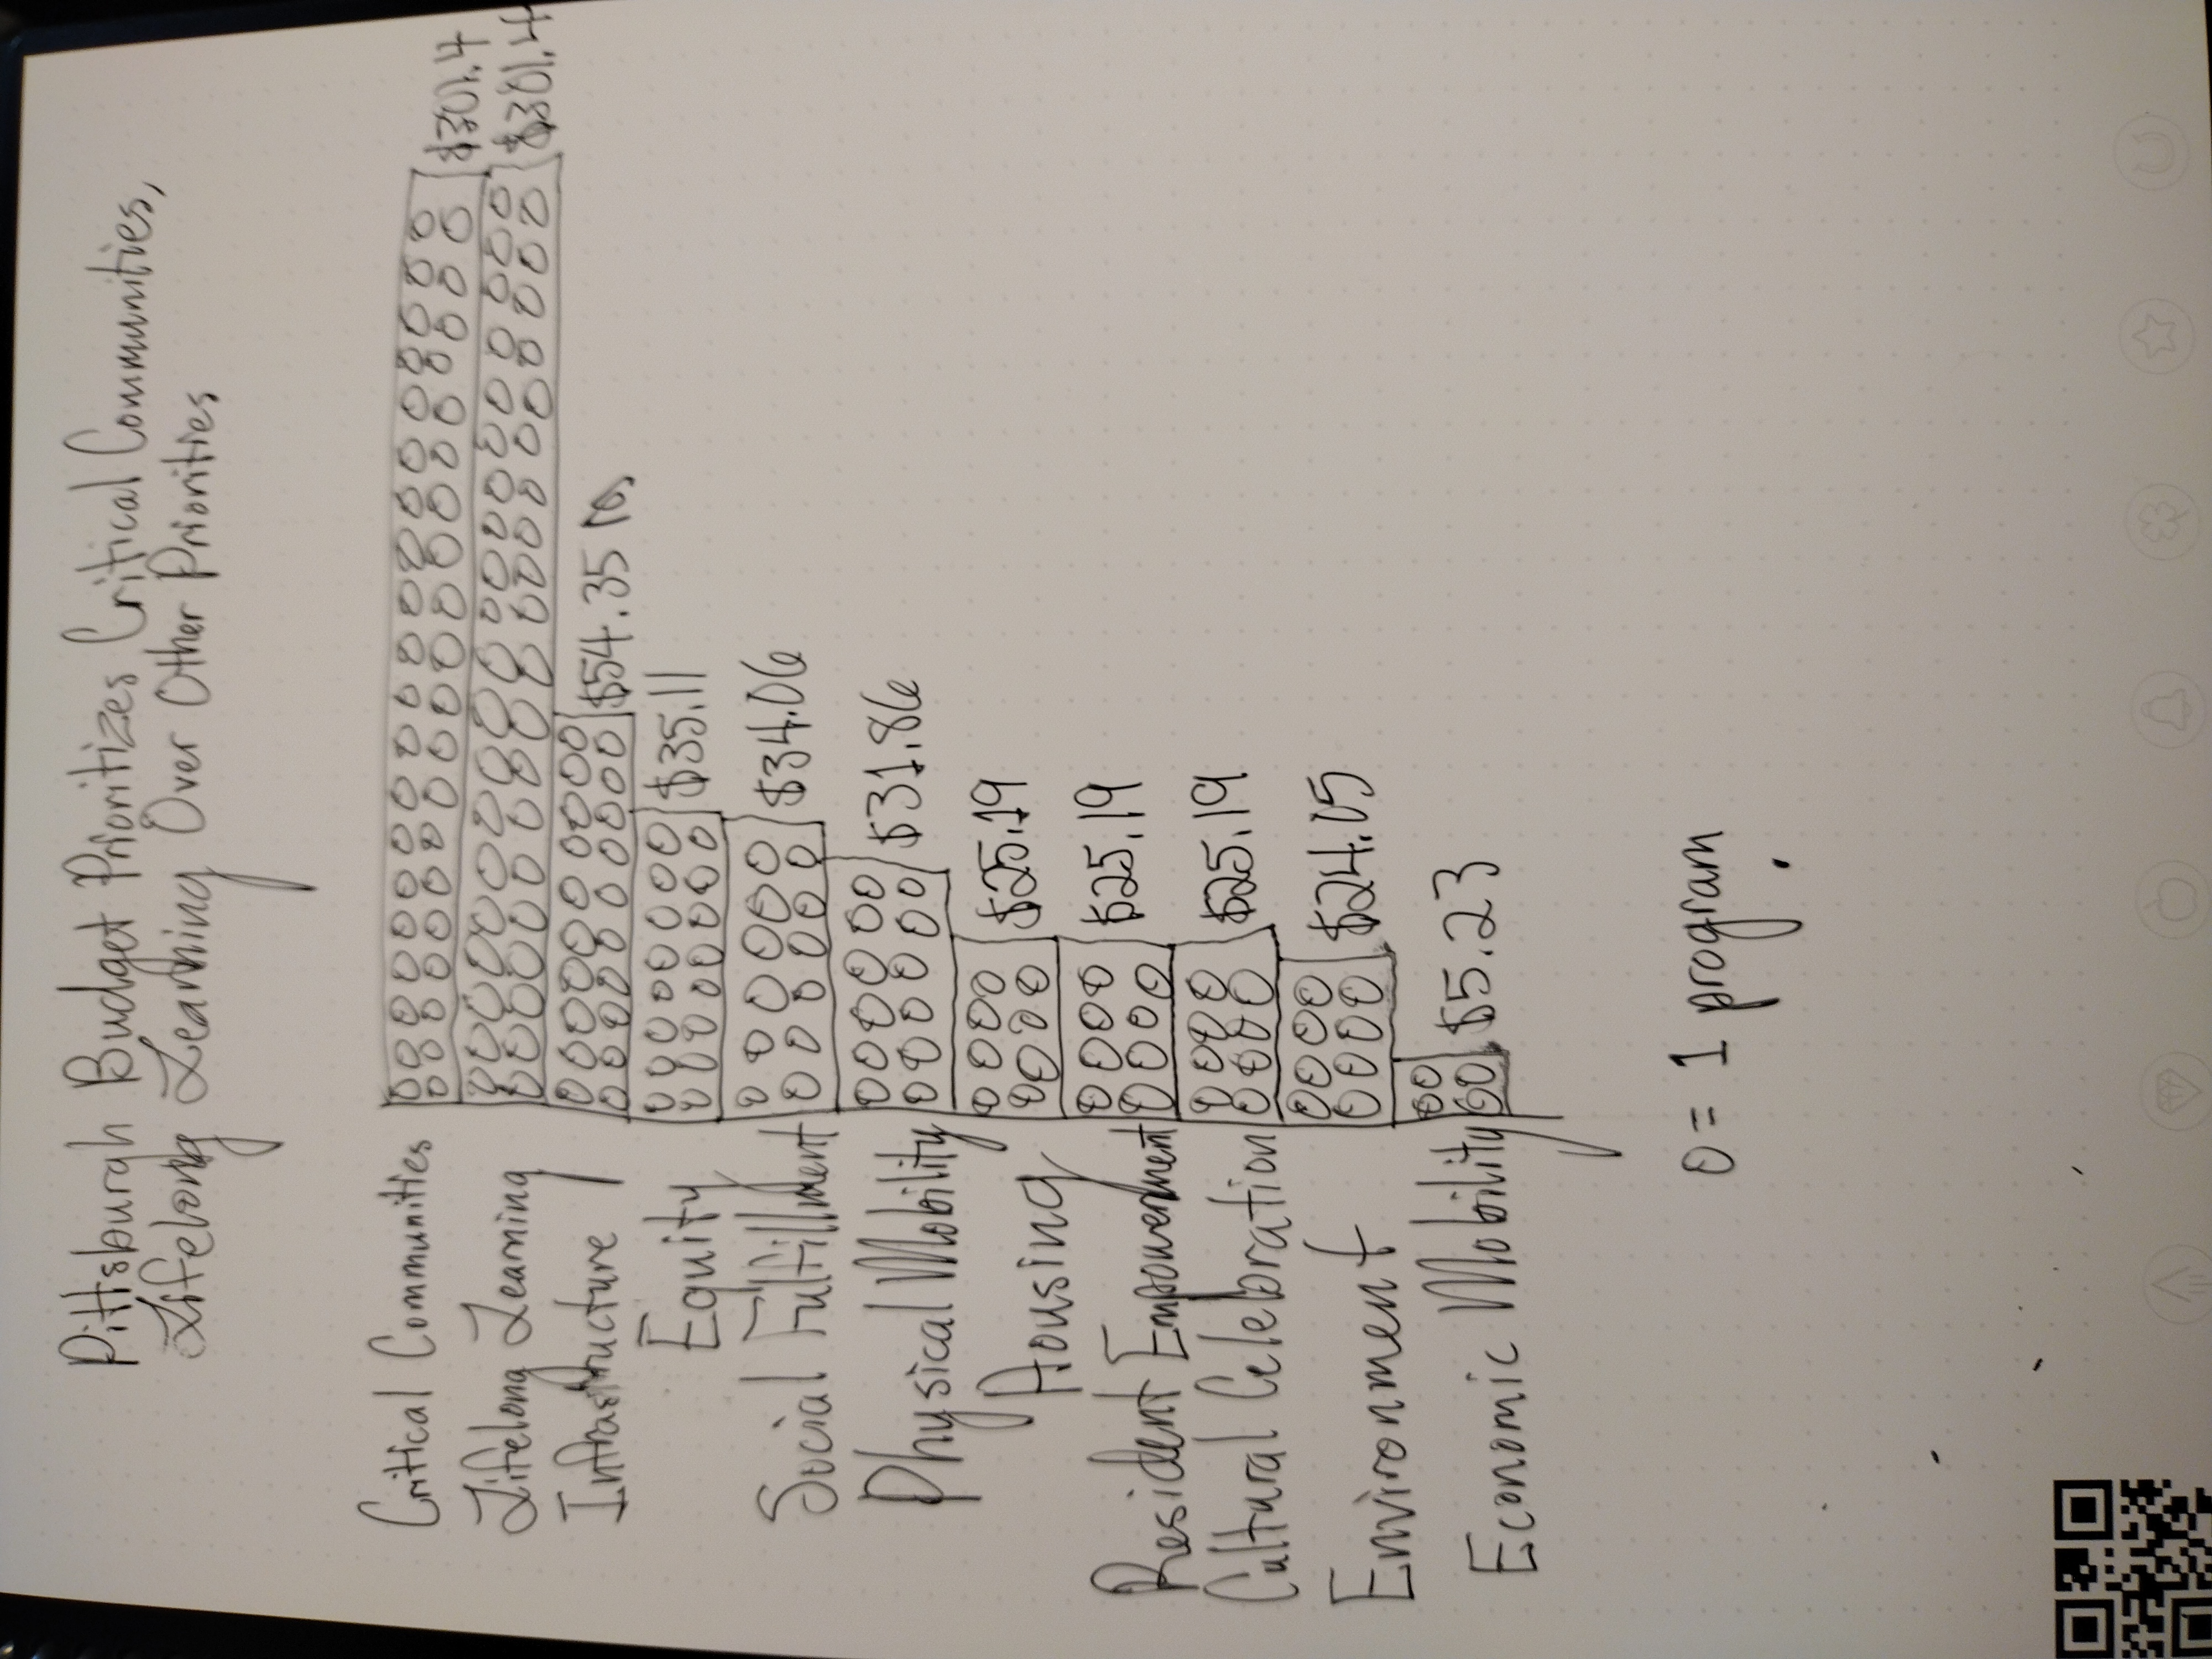 Pittsburgh Budget Prioritizes Critical Communities,
Lifelong Learning Over Other Priorities
Critical Communities $301.4
Lifelong Learning $301.4
Infrastructure $54.35
Equity $35.11
Social Fulfillment $34.06
Physical Mobility $31.86
Housing $25.19
Resident Empowerment $25.19
Cultural Celebration $25.19
Environment $24.05
Economic Mobility $5.23
o = 1 program